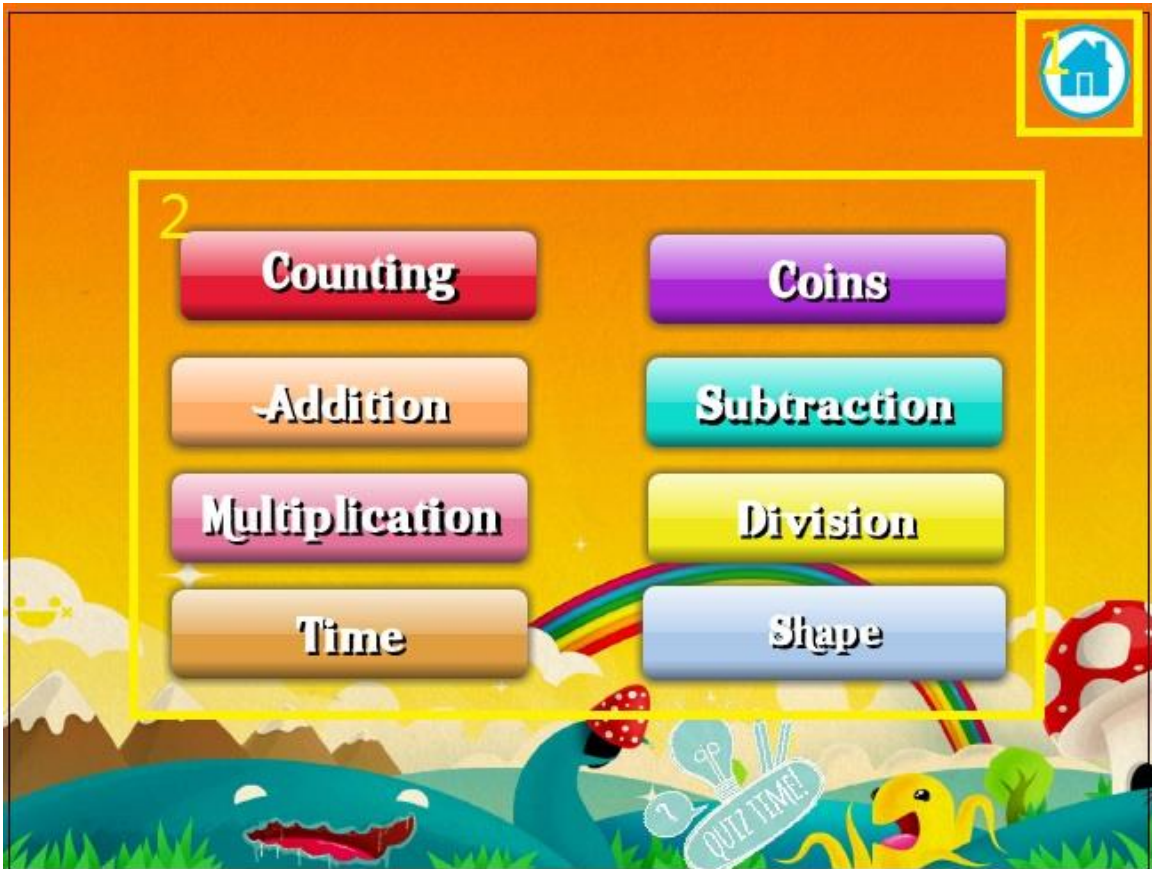 1
2
Counting
Coins
Addition
Subtraction
Multiplication
Division
Time
Shape
?
QUIZ TIME!